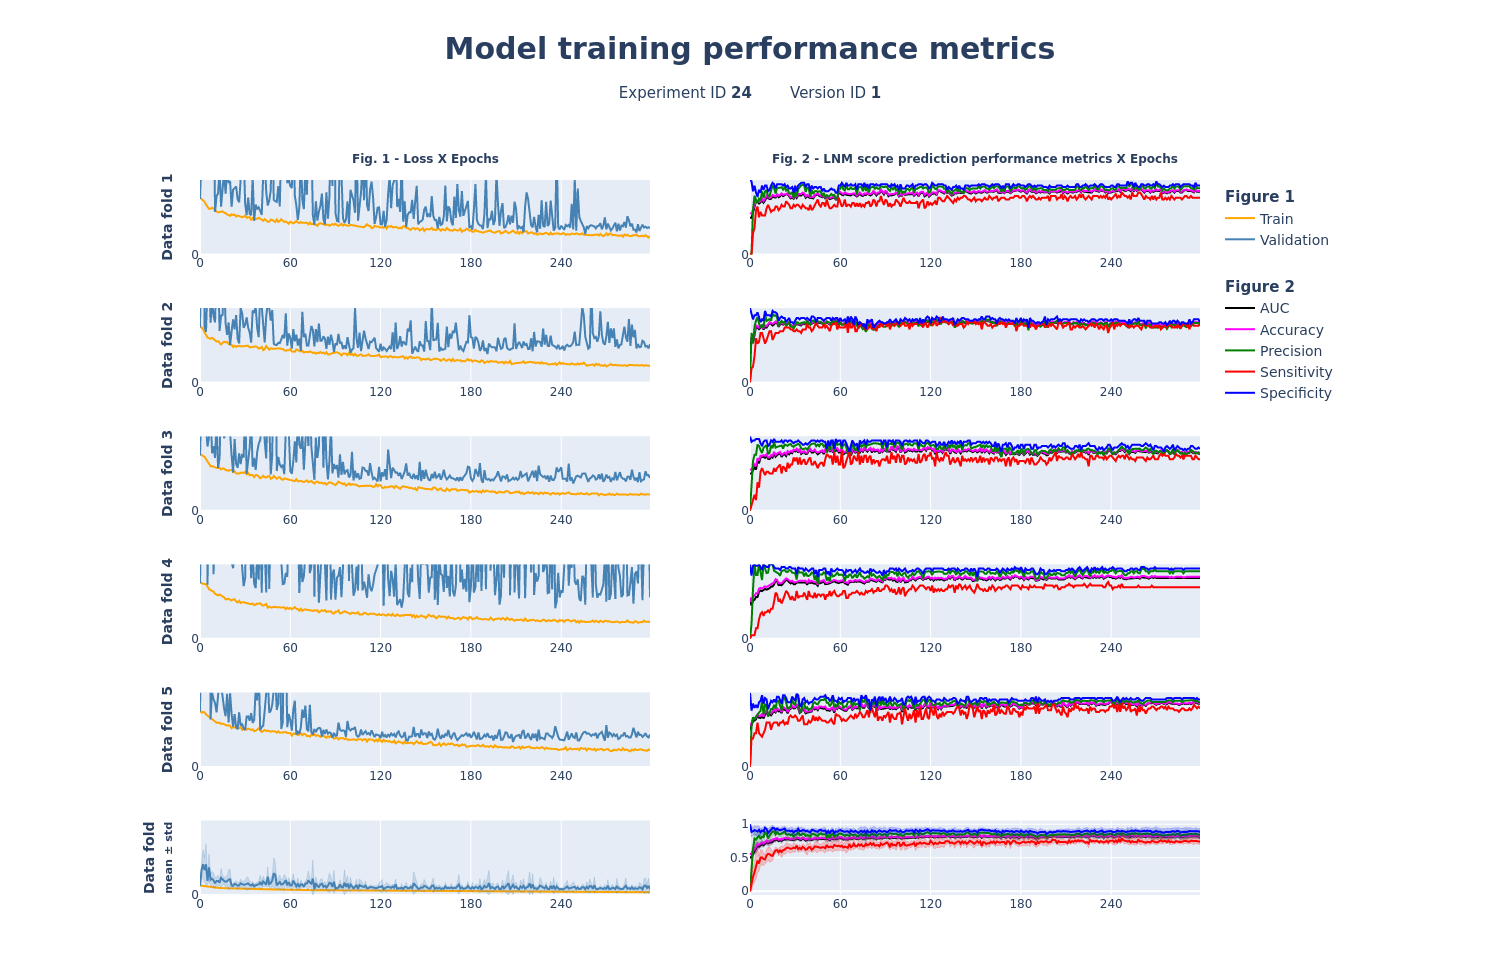 Model training performance metrics
Experiment ID 24 Version ID 1
Fig. 1 - Loss X Epochs
Fig. 2 - LNM score prediction performance metrics X Epochs
Data fold 1
0
0 60 120 180 240
0
0 60 120 180 240
Data fold 2
0
0 60 120 180 240
0
0 60 120 180 240
Data fold 3
0
0 60 120 180 240
0
0 60 120 180 240
Data fold 4
0
0 60 120 180 240
0
0 60 120 180 240
Data fold 5
0
0 60 120 180 240
0
0 60 120 180 240
Data fold
mean ± std
0
0 60 120 180 240
1
0.5
0
0 60 120 180 240
Figure 1
Train
Validation
Figure 2
AUC
Accuracy
Precision
Sensitivity
Specificity